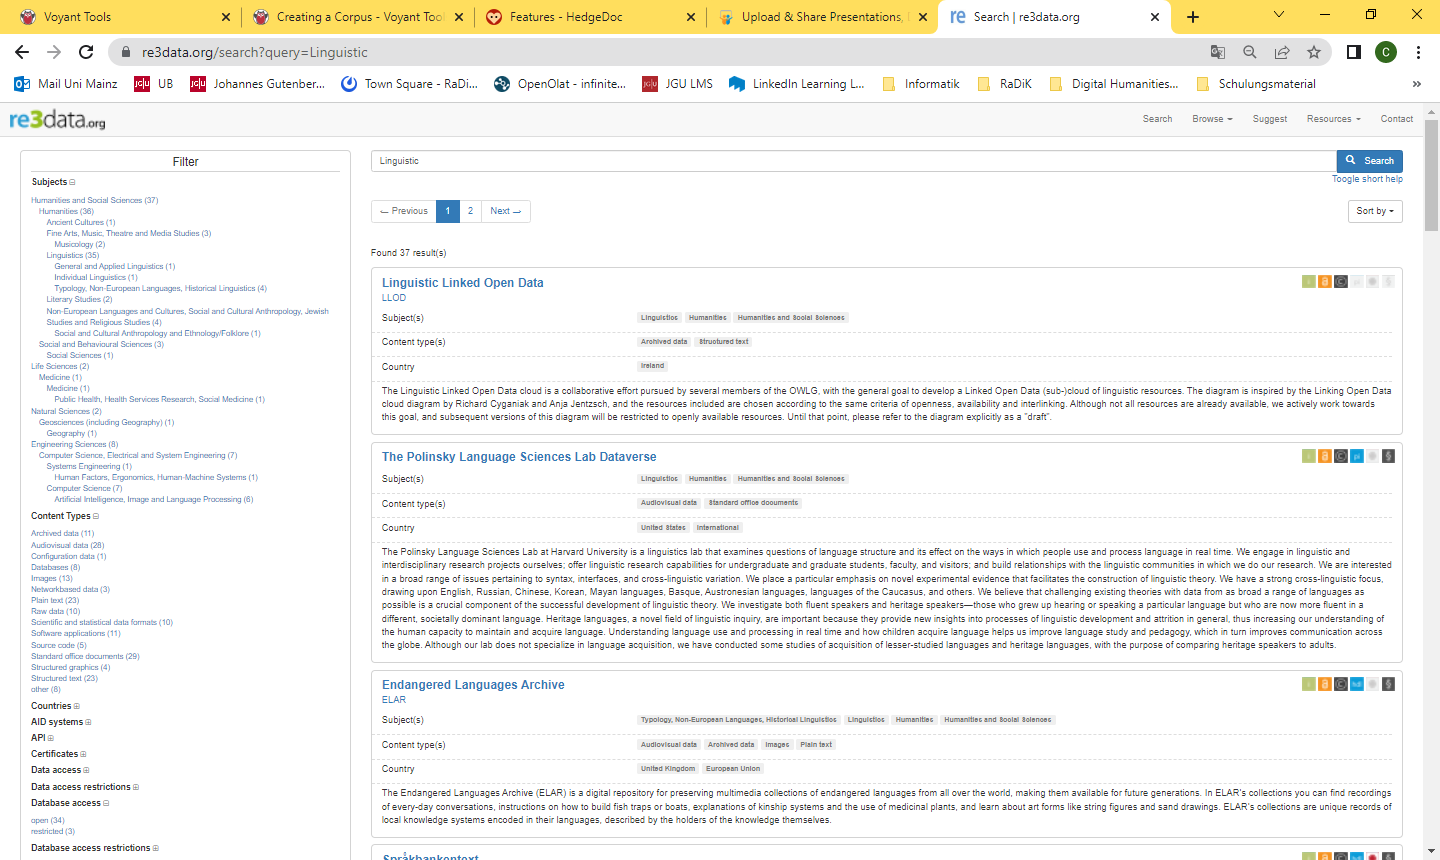 Voyant Tools
Creating a Corpus - Voyant Tool
Features - HedgeDoc
Upload & Share Presentations,
Search | re3data.org
re3data.org/search?query=Linguistic
C
Mail Uni Mainz
UB
Johannes Gutenber...
Town Square - RaDi...
OpenOlat - infinite...
JGU LMS
LinkedIn Learning L...
Informatik
RaDiK
Digital Humanities...
Schulungsmaterial
»
re3data.org
Search
Browse
Suggest
Resources
Contact
Filter
Subjects
Humanities and Social Sciences (37)
Humanities (36)
Ancient Cultures (1)
Fine Arts, Music, Theatre and Media Studies (3)
Musicology (2)
Linguistics (35)
General and Applied Linguistics (1)
Individual Linguistics (1)
Typology, Non-European Languages, Historical Linguistics (4)
Literary Studies (2)
Non-European Languages and Cultures, Social and Cultural Anthropology, Jewish
Studies and Religious Studies (4)
Social and Cultural Anthropology and Ethnology/Folklore (1)
Social and Behavioural Sciences (3)
Social Sciences (1)
Life Sciences (2)
Medicine (1)
Medicine (1)
Public Health, Health Services Research, Social Medicine (1)
Natural Sciences (2)
Geosciences (including Geography) (1)
Geography (1)
Engineering Sciences (8)
Computer Science, Electrical and System Engineering (7)
Systems Engineering (1)
Human Factors, Ergonomics, Human-Machine Systems (1)
Computer Science (7)
Artificial Intelligence, Image and Language Processing (6)
Content Types
Archived data (11)
Audiovisual data (28)
Configuration data (1)
Databases (8)
Images (13)
Networkbased data (3)
Plain text (23)
Raw data (10)
Scientific and statistical data formats (10)
Software applications (11)
Source code (5)
Standard office documents (29)
Structured graphics (4)
Structured text (23)
other (8)
Countries
AID systems
API
Certificates
Data access
Data access restrictions
Database access
open (34)
restricted (3)
Database access restrictions
Linguistic
Search
Toogle short help
← Previous
1
2
Next →
Sort by
Found 37 result(s)
Linguistic Linked Open Data
LLOD
Subject(s)
Linguistics Humanities Humanities and Social Sciences
Content type(s)
Archived data Structured text
Country
Ireland
The Linguistic Linked Open Data cloud is a collaborative effort pursued by several members of the OWLG, with the general goal to develop a Linked Open Data (sub-)cloud of linguistic resources. The diagram is inspired by the Linking Open Data
cloud diagram by Richard Cyganiak and Anja Jentzsch, and the resources included are chosen according to the same criteria of openness, availability and interlinking. Although not all resources are already available, we actively work towards
this goal, and subsequent versions of this diagram will be restricted to openly available resources. Until that point, please refer to the diagram explicitly as a "draft".
The Polinsky Language Sciences Lab Dataverse
Subject(s)
Linguistics Humanities Humanities and Social Sciences
Content type(s)
Audiovisual data Standard office documents
Country
United States International
The Polinsky Language Sciences Lab at Harvard University is a linguistics lab that examines questions of language structure and its effect on the ways in which people use and process language in real time. We engage in linguistic and
interdisciplinary research projects ourselves; offer linguistic research capabilities for undergraduate and graduate students, faculty, and visitors; and build relationships with the linguistic communities in which we do our research. We are interested
in a broad range of issues pertaining to syntax, interfaces, and cross-linguistic variation. We place a particular emphasis on novel experimental evidence that facilitates the construction of linguistic theory. We have a strong cross-linguistic focus,
drawing upon English, Russian, Chinese, Korean, Mayan languages, Basque, Austronesian languages, languages of the Caucasus, and others. We believe that challenging existing theories with data from as broad a range of languages as
possible is a crucial component of the successful development of linguistic theory. We investigate both fluent speakers and heritage speakers—those who grew up hearing or speaking a particular language but who are now more fluent in a
different, societally dominant language. Heritage languages, a novel field of linguistic inquiry, are important because they provide new insights into processes of linguistic development and attrition in general, thus increasing our understanding of
the human capacity to maintain and acquire language. Understanding language use and processing in real time and how children acquire language helps us improve language study and pedagogy, which in turn improves communication across
the globe. Although our lab does not specialize in language acquisition, we have conducted some studies of acquisition of lesser-studied languages and heritage languages, with the purpose of comparing heritage speakers to adults.
Endangered Languages Archive
ELAR
Subject(s)
Typology, Non-European Languages, Historical Linguistics Linguistics Humanities Humanities and Social Sciences
Content type(s)
Audiovisual data Archived data Images Plain text
Country
United Kingdom European Union
The Endangered Languages Archive (ELAR) is a digital repository for preserving multimedia collections of endangered languages from all over the world, making them available for future generations. In ELAR's collections you can find recordings
of every-day conversations, instructions on how to build fish traps or boats, explanations of kinship systems and the use of medicinal plants, and learn about art forms like string figures and sand drawings. ELAR's collections are unique records of
local knowledge systems encoded in their languages, described by the holders of the knowledge themselves.
Språkbankentext